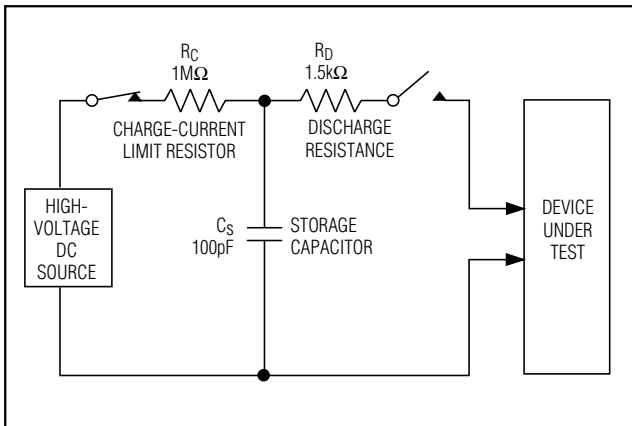 R_C
1MΩ
R_D
1.5kΩ
CHARGE-CURRENT
LIMIT RESISTOR
DISCHARGE
RESISTANCE
HIGH-
VOLTAGE
DC
SOURCE
C_S
100pF
STORAGE
CAPACITOR
DEVICE
UNDER
TEST